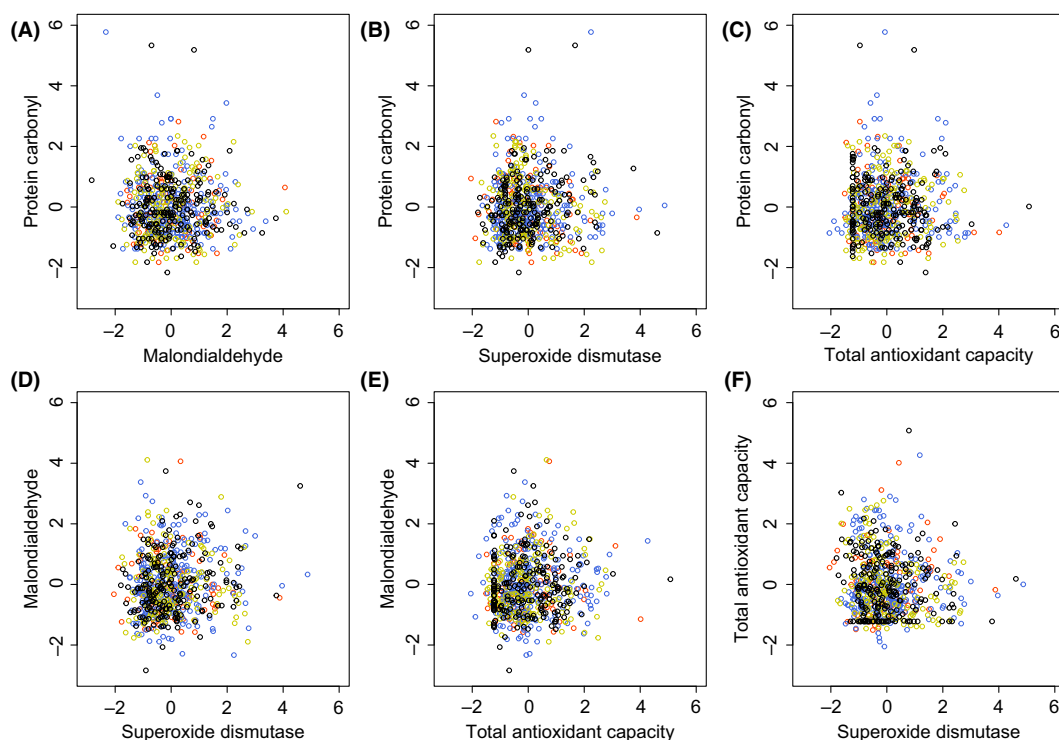 (A)
Protein carbonyl
6
4
2
0
−2
−2 0 2 4 6
Malondialdehyde
(B)
Protein carbonyl
6
4
2
0
−2
−2 0 2 4 6
Superoxide dismutase
(C)
Protein carbonyl
6
4
2
0
−2
−2 0 2 4 6
Total antioxidant capacity
(D)
Malondialdehyde
6
4
2
0
−2
−2 0 2 4 6
Superoxide dismutase
(E)
Malondialdehyde
6
4
2
0
−2
−2 0 2 4 6
Total antioxidant capacity
(F)
Total antioxidant capacity
6
4
2
0
−2
−2 0 2 4 6
Superoxide dismutase